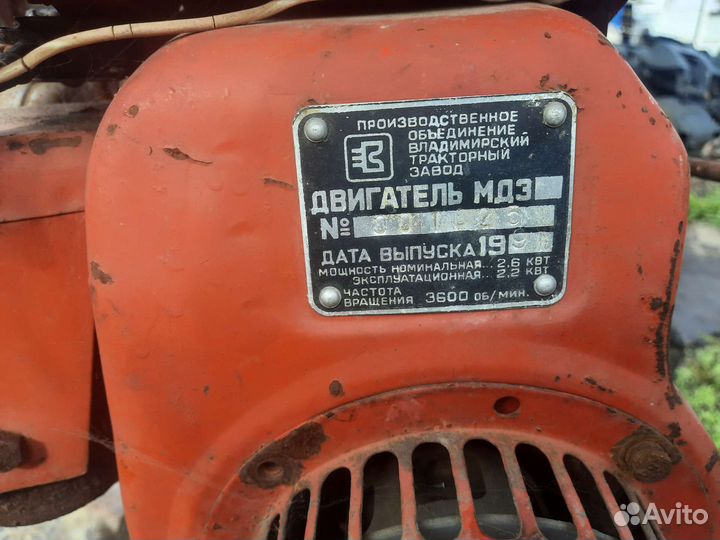 ПРОИЗВОДСТВЕННОЕ
ОБЪЕДИНЕНИЕ
ВЛАДИМИРСКИЙ
ТРАКТОРНЫЙ
ЗАВОД
ДВИГАТЕЛЬ МДЗ
№
ДАТА ВЫПУСКА 199
МОЩНОСТЬ НОМИНАЛЬНАЯ... 2,6 КВТ
ЭКСПЛУАТАЦИОННАЯ... 2,2 КВТ
ЧАСТОТА
ВРАЩЕНИЯ 3600 ОБ/МИН.
Avito